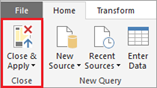 File Home Transform
Close & Apply New Source Recent Sources Enter Data
Close New Query